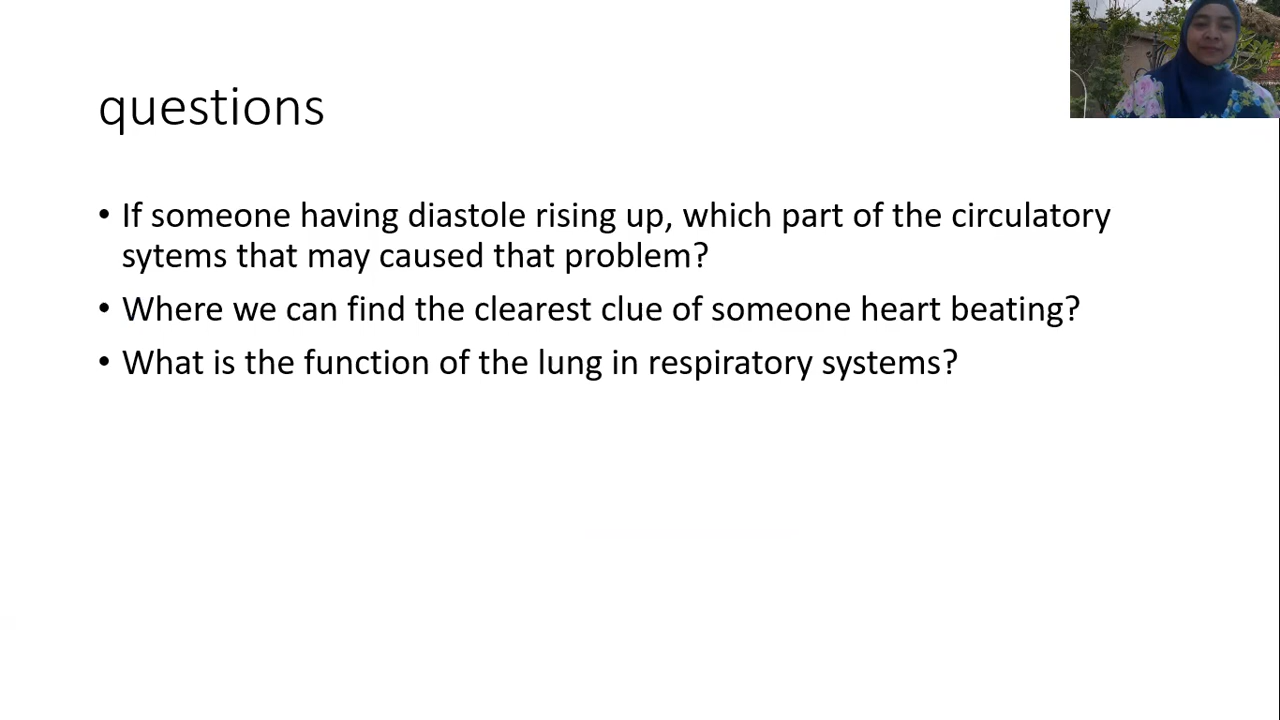 questions
• If someone having diastole rising up, which part of the circulatory
sytems that may caused that problem?
• Where we can find the clearest clue of someone heart beating?
• What is the function of the lung in respiratory systems?